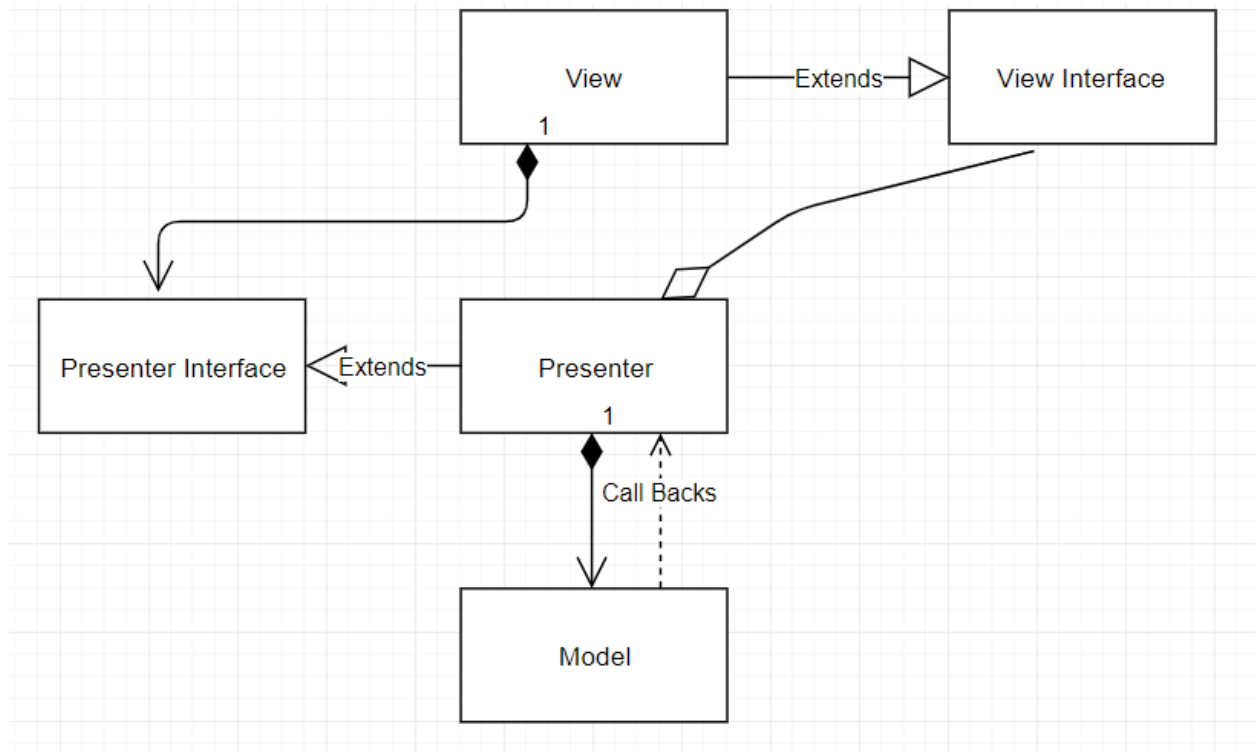 View
Extends
View Interface
1
Presenter Interface
Extends
Presenter
1
Call Backs
Model